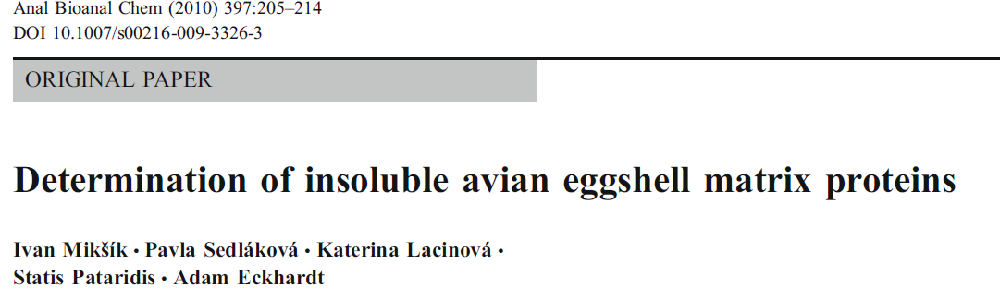 Anal Bioanal Chem (2010) 397:205–214
DOI 10.1007/s00216-009-3326-3
ORIGINAL PAPER
Determination of insoluble avian eggshell matrix proteins
Ivan Mikšík · Pavla Sedláková · Katerina Lacinová ·
Statis Pataridis · Adam Eckhardt